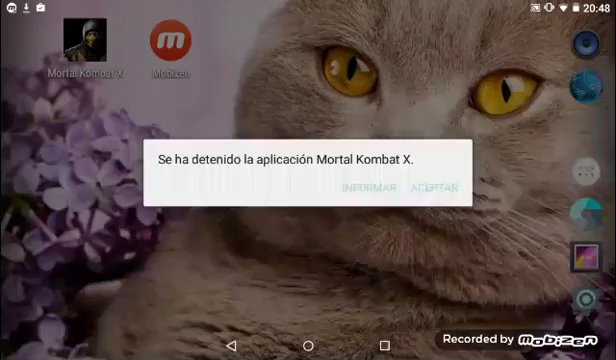 20:48
Mortal Kombat X
Mobizen
Se ha detenido la aplicación Mortal Kombat X.
INFORMAR
ACEPTAR
Recorded by mobizen